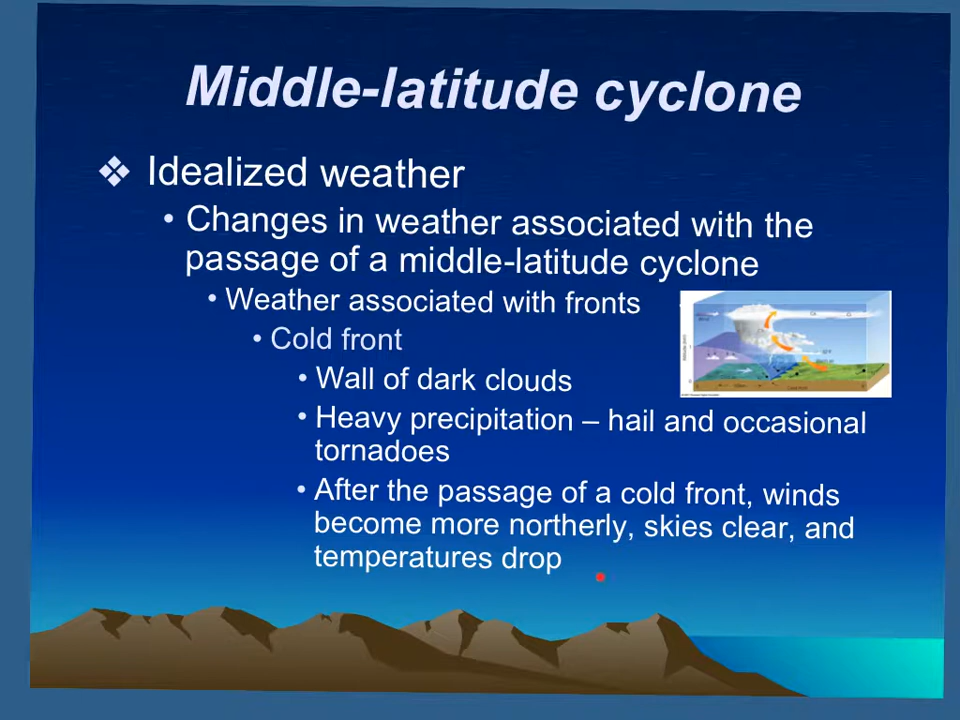 Middle-latitude cyclone
❖ Idealized weather
• Changes in weather associated with the
passage of a middle-latitude cyclone
• Weather associated with fronts
• Cold front
• Wall of dark clouds
• Heavy precipitation – hail and occasional
tornadoes
• After the passage of a cold front, winds
become more northerly, skies clear, and
temperatures drop